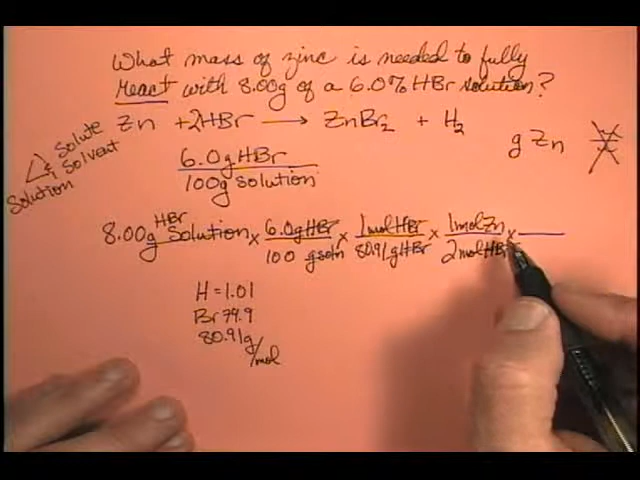 What mass of zinc is needed to fully
react with 8.00g of a 6.0% HBr solution?
Zn + 2HBr → ZnBr2 + H2
g Zn
Solute
Solvent
Solution
6.0g HBr
100g solution
8.00g HBr Solution x 6.0g HBr x 1mol HBr x 1mol Zn x
100 g soln 80.91g HBr 2mol HBr
H = 1.01
Br 79.9
80.91g/mol